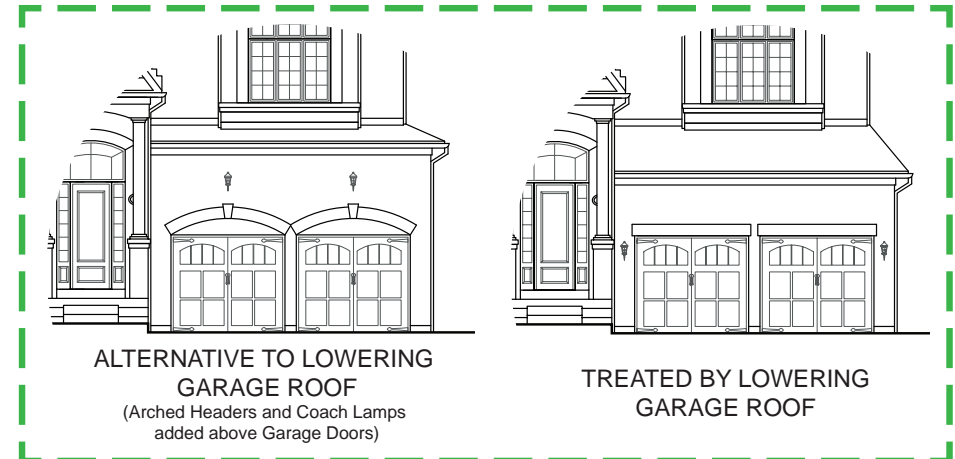 ALTERNATIVE TO LOWERING
GARAGE ROOF
(Arched Headers and Coach Lamps
added above Garage Doors)
TREATED BY LOWERING
GARAGE ROOF